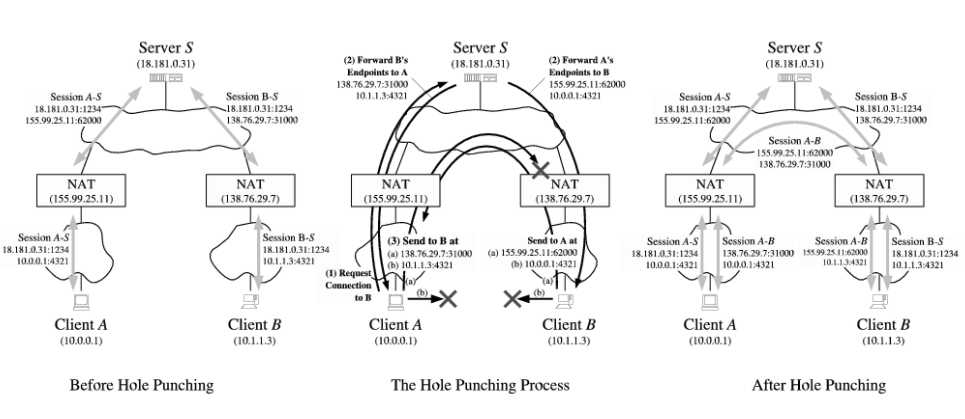 Server S
(18.181.0.31)
Session A-S
18.181.0.31:1234
155.99.25.11:62000
Session B-S
18.181.0.31:1234
138.76.29.7:31000
NAT
(155.99.25.11)
NAT
(138.76.29.7)
Session A-S
18.181.0.31:1234
10.0.0.1:4321
Session B-S
18.181.0.31:1234
10.1.1.3:4321
Client A
(10.0.0.1)
Client B
(10.1.1.3)
Before Hole Punching
Server S
(18.181.0.31)
(2) Forward B's
Endpoints to A
138.76.29.7:31000
10.1.1.3:4321
(2) Forward A's
Endpoints to B
155.99.25.11:62000
10.0.0.1:4321
NAT
(155.99.25.11)
NAT
(138.76.29.7)
(3) Send to B at
(a) 138.76.29.7:31000
(b) 10.1.1.3:4321
Send to A at
(a) 155.99.25.11:62000
(b) 10.0.0.1:4321
(1) Request
Connection
to B
(a)
(b)
(a)
(b)
Client A
(10.0.0.1)
Client B
(10.1.1.3)
The Hole Punching Process
Server S
(18.181.0.31)
Session A-S
18.181.0.31:1234
155.99.25.11:62000
Session B-S
18.181.0.31:1234
138.76.29.7:31000
Session A-B
155.99.25.11:62000
138.76.29.7:31000
NAT
(155.99.25.11)
NAT
(138.76.29.7)
Session A-S
18.181.0.31:1234
10.0.0.1:4321
Session A-B
138.76.29.7:31000
10.0.0.1:4321
Session A-B
155.99.25.11:62000
10.1.1.3:4321
Session B-S
18.181.0.31:1234
10.1.1.3:4321
Client A
(10.0.0.1)
Client B
(10.1.1.3)
After Hole Punching